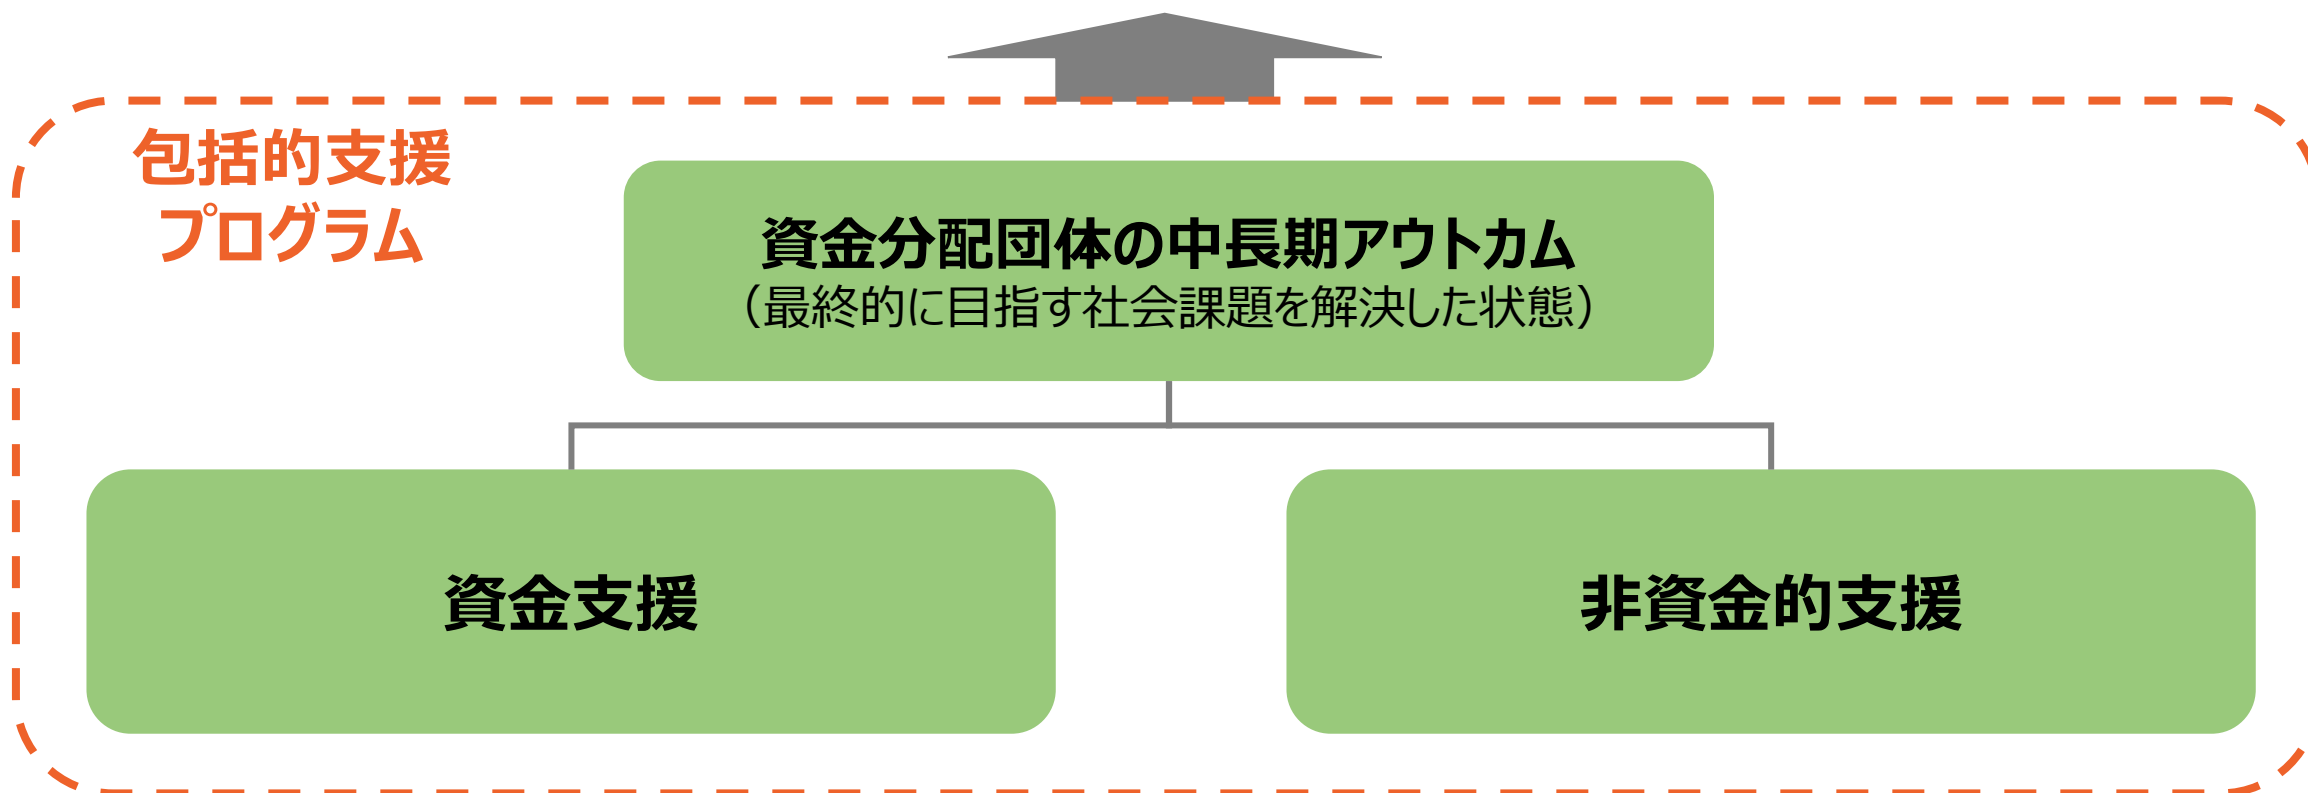 包括的支援
プログラム
資金分配団体の中長期アウトカム
（最終的に目指す社会課題を解決した状態）
資金支援
非資金的支援